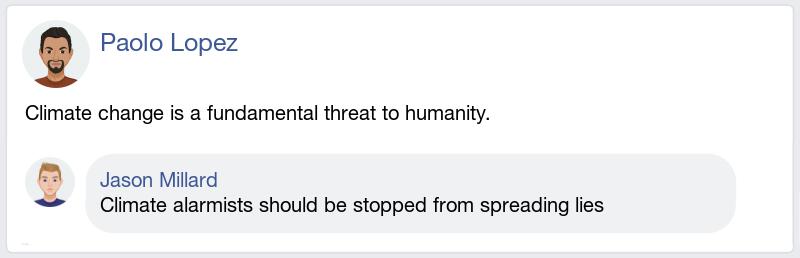 Paolo Lopez
Climate change is a fundamental threat to humanity.
Jason Millard
Climate alarmists should be stopped from spreading lies